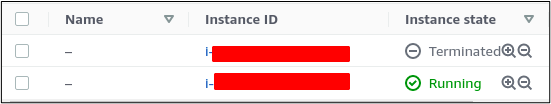 Name Instance ID Instance state
– i- Terminated
– i- Running